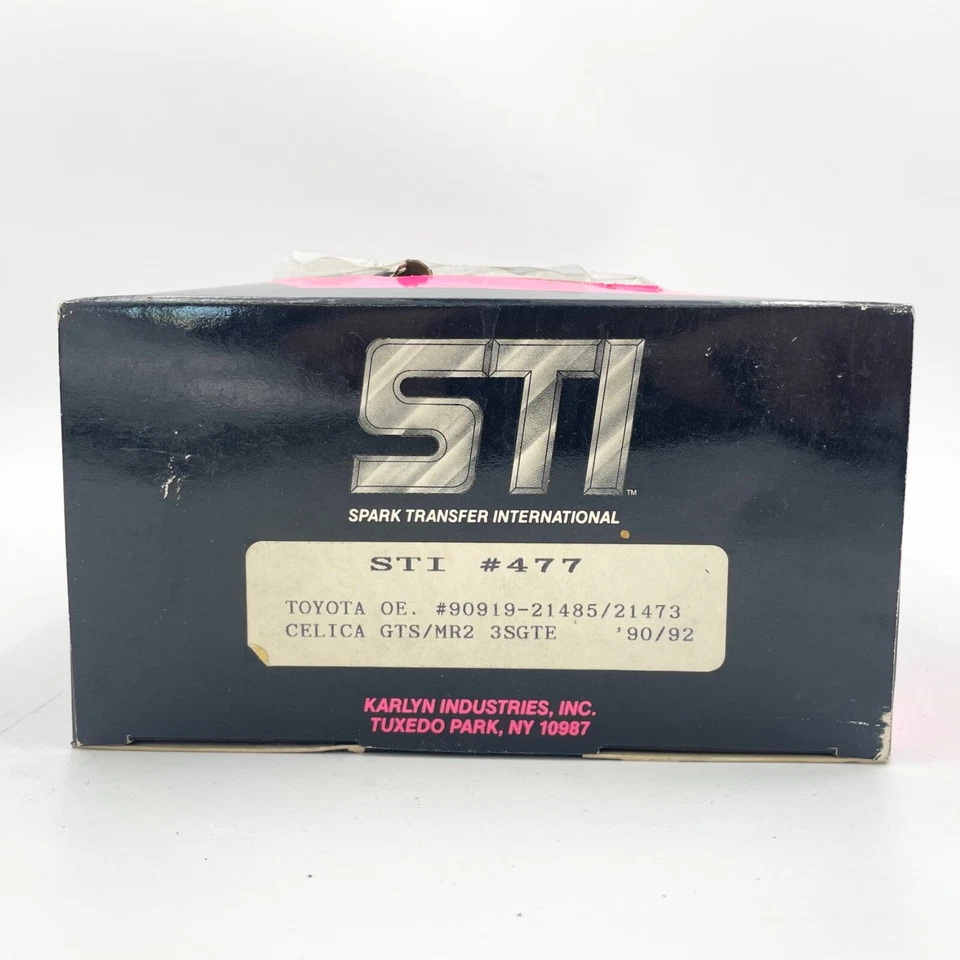 STI™
SPARK TRANSFER INTERNATIONAL
STI #477
TOYOTA OE. #90919-21485/21473
CELICA GTS/MR2 3SGTE '90/92
KARLYN INDUSTRIES, INC.
TUXEDO PARK, NY 10987